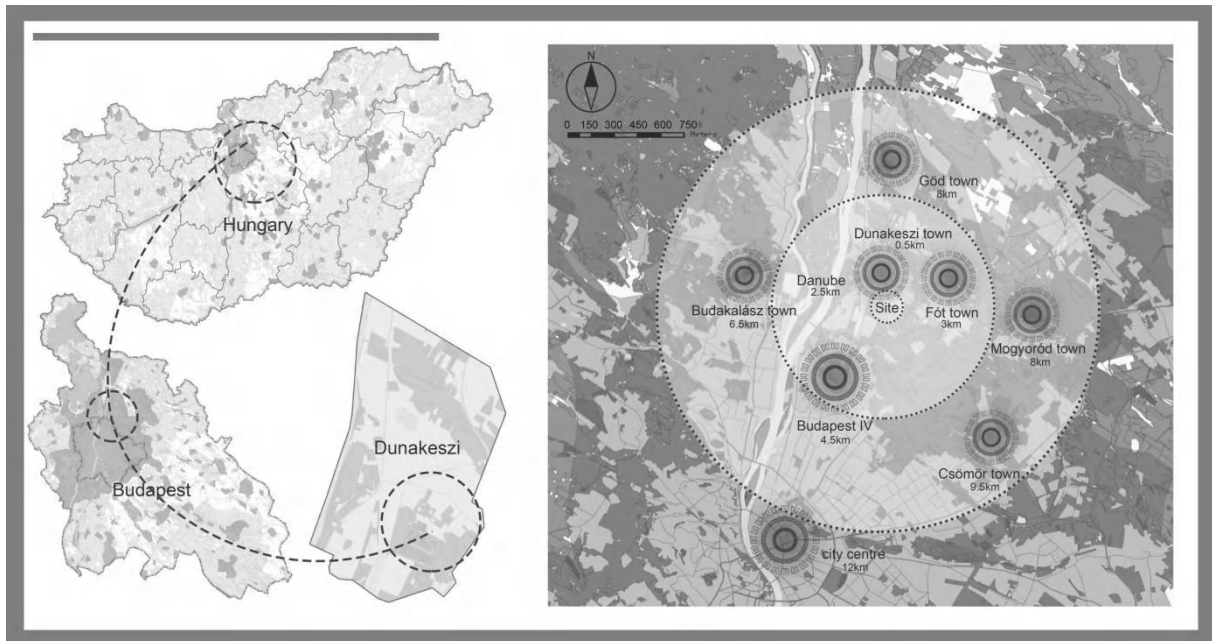 Hungary
Budapest
Dunakeszi
N
0 150 300 450 600 750
Meters
Göd town
8km
Dunakeszi town
0.5km
Danube
2.5km
Budakalász town
6.5km
Site
Fót town
3km
Mogyoród town
8km
Budapest IV
4.5km
Csömör town
9.5km
city centre
12km